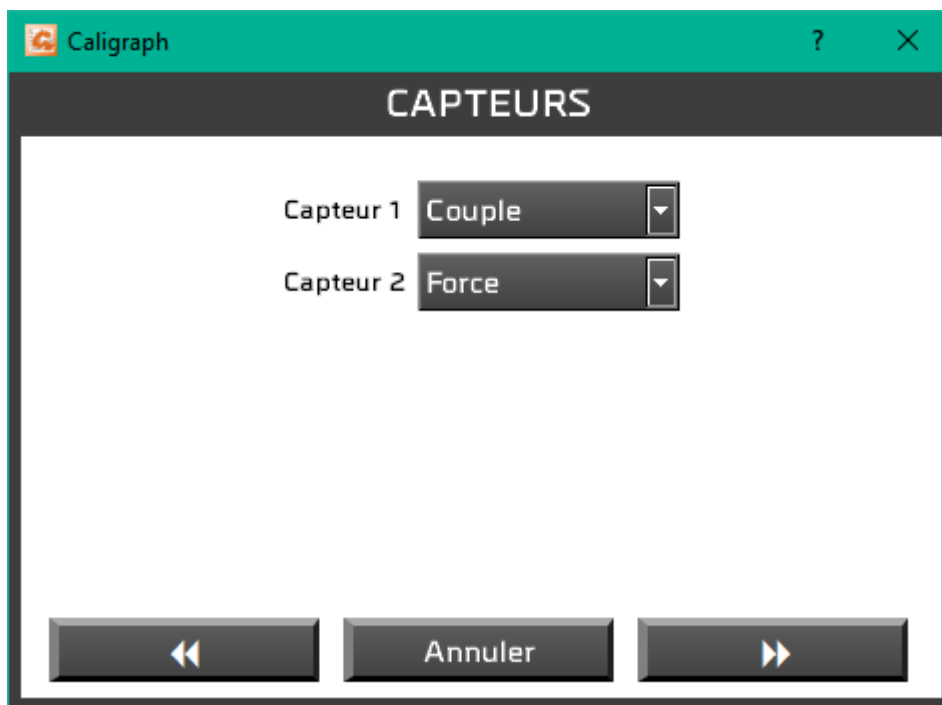 Caligraph ?
CAPTEURS
Capteur 1 Couple
Capteur 2 Force
Annuler